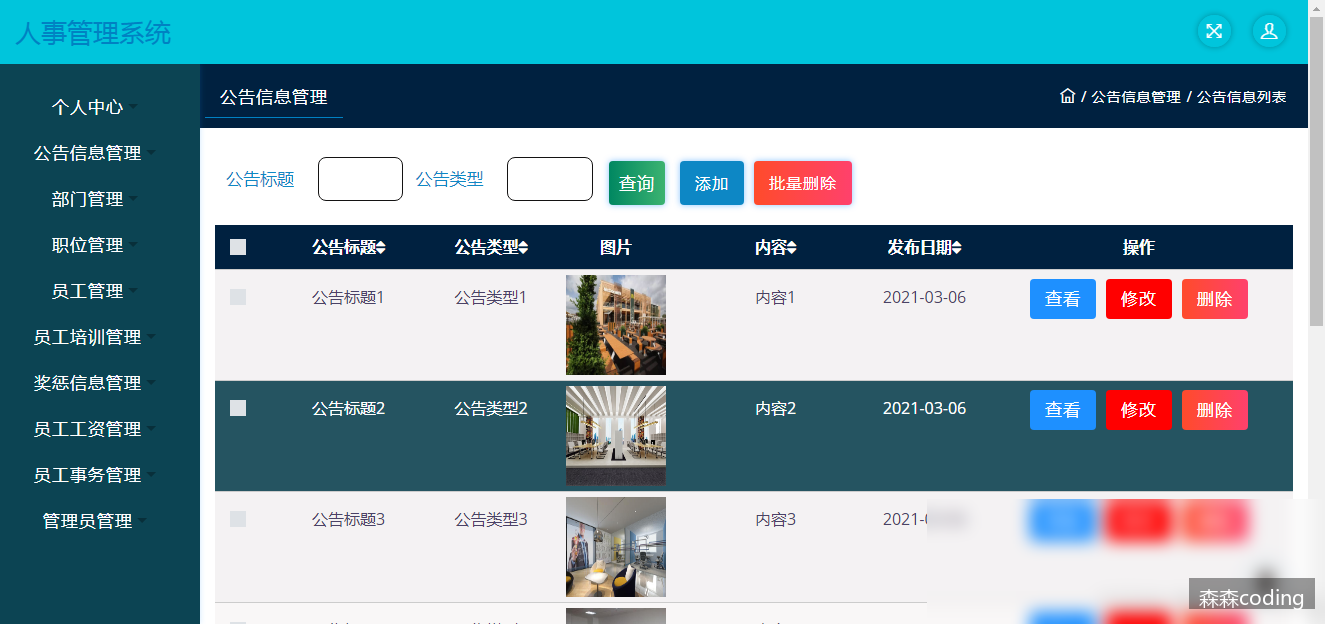 人事管理系统
公告信息管理
/ 公告信息管理 / 公告信息列表
个人中心
公告信息管理
部门管理
职位管理
员工管理
员工培训管理
奖惩信息管理
员工工资管理
员工事务管理
管理员管理
公告标题 公告类型 查询 添加 批量删除
公告标题 公告类型 图片 内容 发布日期 操作
公告标题1 公告类型1 内容1 2021-03-06 查看 修改 删除
公告标题2 公告类型2 内容2 2021-03-06 查看 修改 删除
公告标题3 公告类型3 内容3 2021-
森森coding